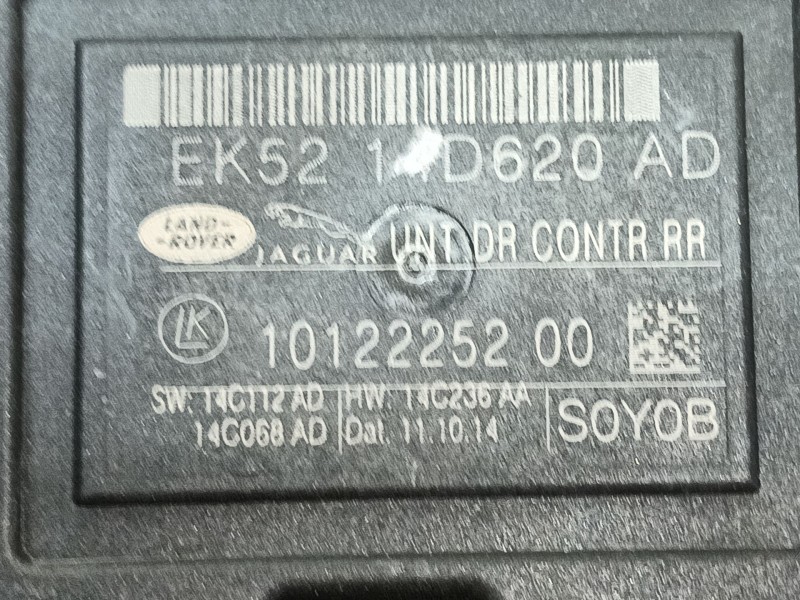 EK52 14D620 AD
LAND-
-ROVER
JAGUAR UNT DR CONTR RR
LK 10122252 00
SW: 14C112 AD HW: 14C236 AA
14C068 AD Dat. 11.10.14 S0Y0B